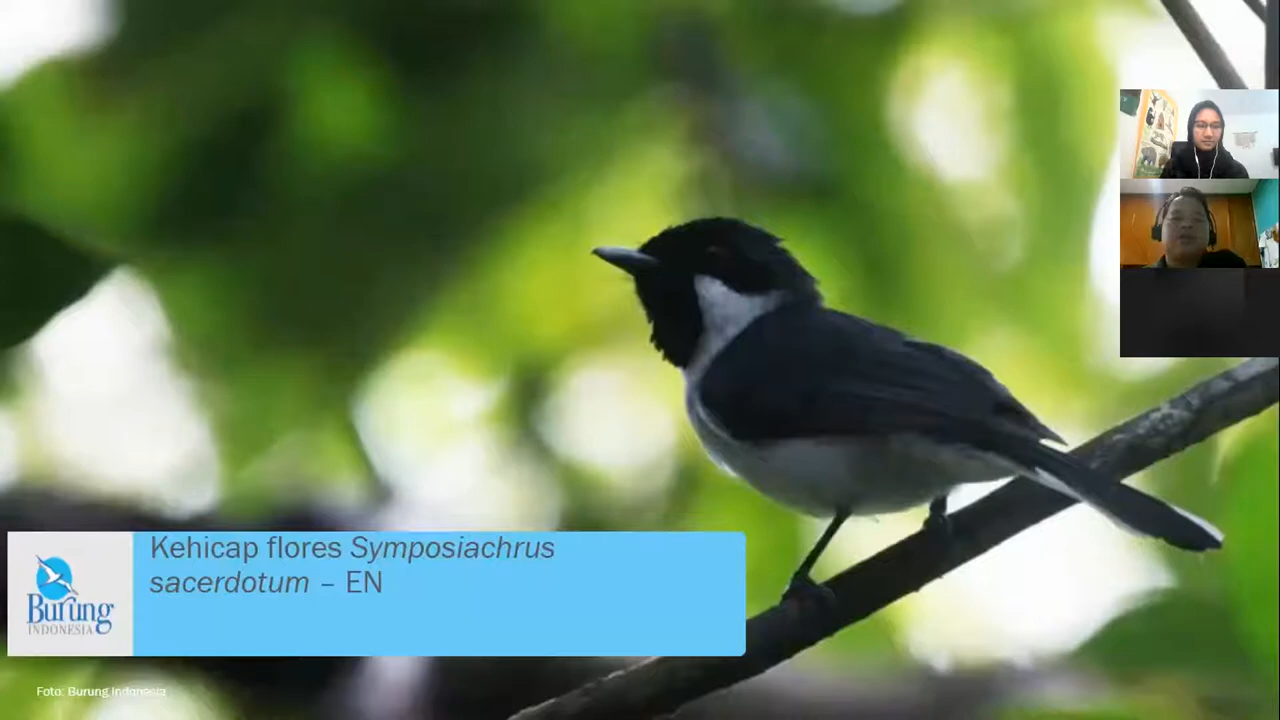 Kehicap flores Symposiachrus
sacerdotum – EN
Burung
INDONESIA
Foto: Burung Indonesia